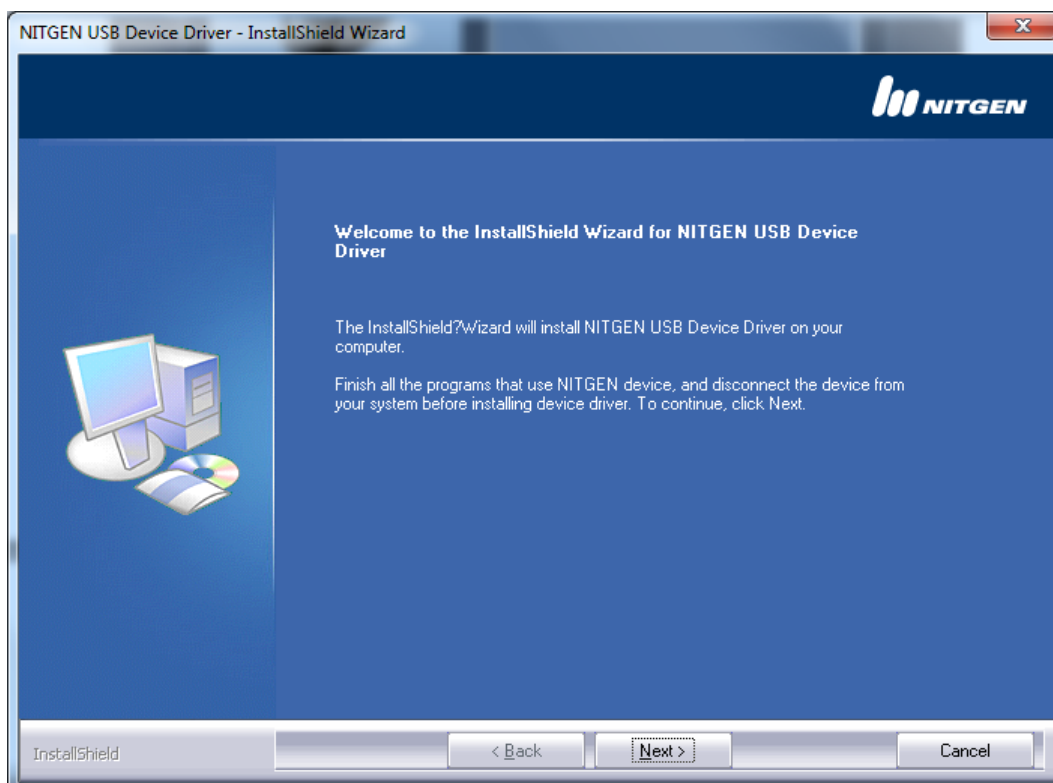 NITGEN USB Device Driver - InstallShield Wizard
NITGEN
Welcome to the InstallShield Wizard for NITGEN USB Device
Driver
The InstallShield?Wizard will install NITGEN USB Device Driver on your
computer.
Finish all the programs that use NITGEN device, and disconnect the device from
your system before installing device driver. To continue, click Next.
InstallShield
< Back
Next >
Cancel